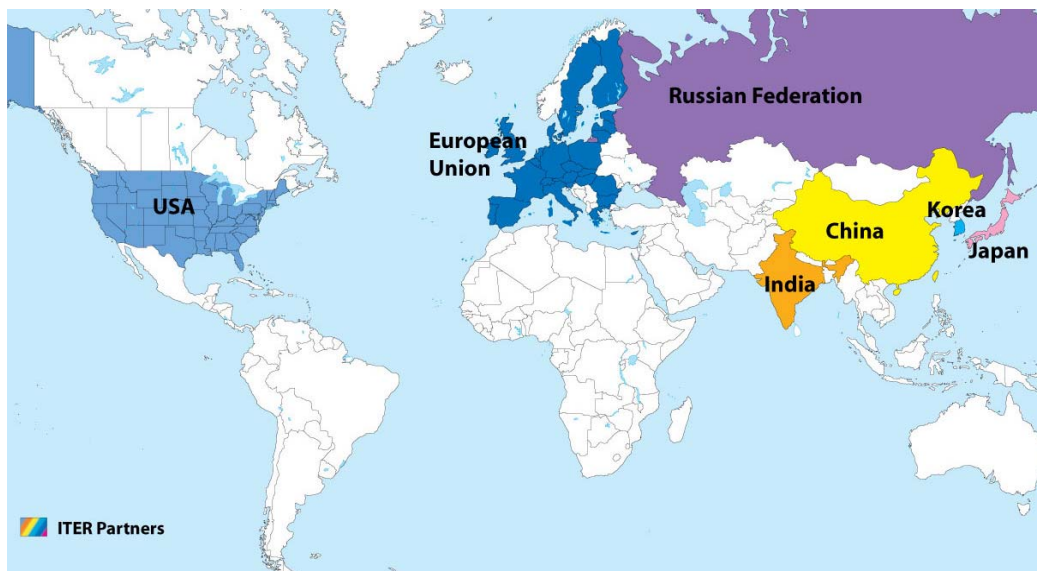 Russian Federation
European
Union
USA
Korea
China
Japan
India
ITER Partners